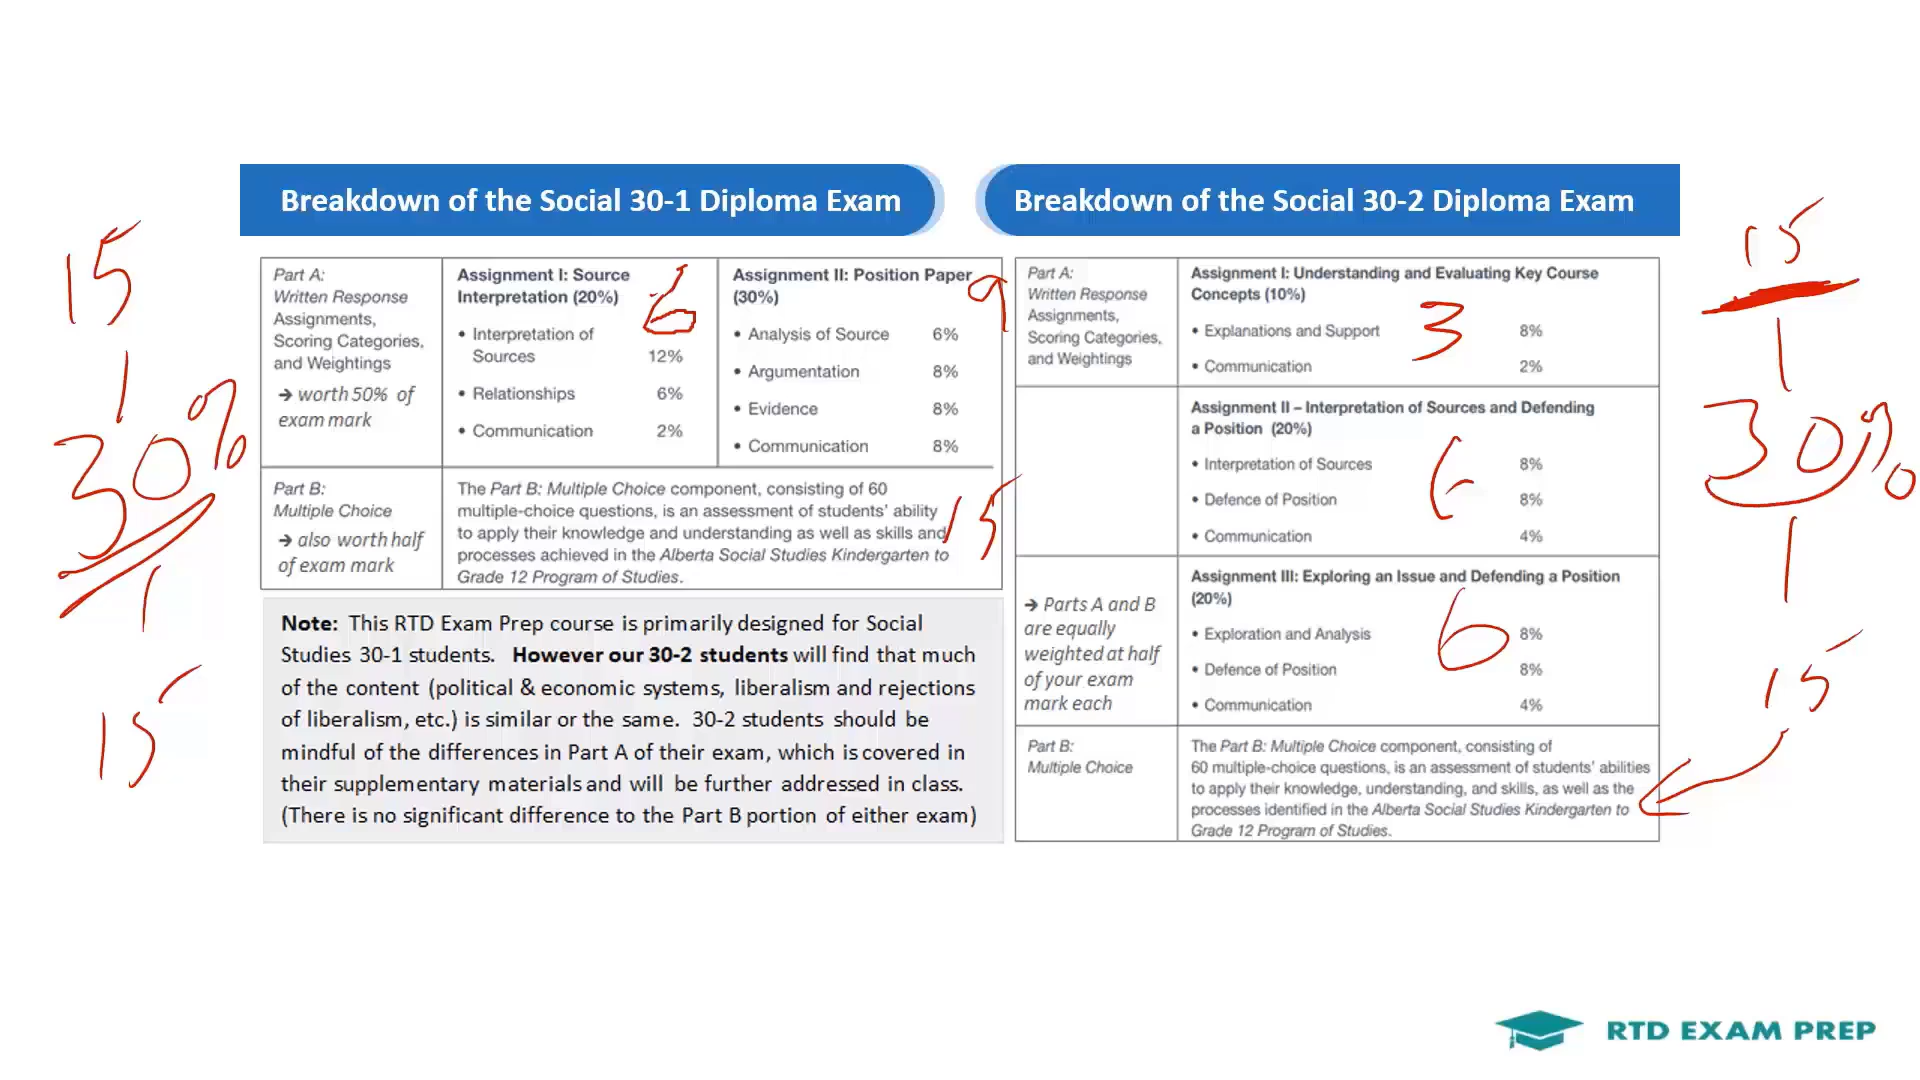 Breakdown of the Social 30-1 Diploma Exam
Part A:
Written Response
Assignments,
Scoring Categories,
and Weightings
→ worth 50% of
exam mark
Assignment I: Source
Interpretation (20%)
• Interpretation of
Sources 12%
• Relationships 6%
• Communication 2%
6
Assignment II: Position Paper
(30%)
• Analysis of Source 6%
• Argumentation 8%
• Evidence 8%
• Communication 8%
9
Part B:
Multiple Choice
→ also worth half
of exam mark
The Part B: Multiple Choice component, consisting of 60
multiple-choice questions, is an assessment of students' ability
to apply their knowledge and understanding as well as skills and
processes achieved in the Alberta Social Studies Kindergarten to
Grade 12 Program of Studies.
15
15
30%
15
Note: This RTD Exam Prep course is primarily designed for Social
Studies 30-1 students. However our 30-2 students will find that much
of the content (political & economic systems, liberalism and rejections
of liberalism, etc.) is similar or the same. 30-2 students should be
mindful of the differences in Part A of their exam, which is covered in
their supplementary materials and will be further addressed in class.
(There is no significant difference to the Part B portion of either exam)
Breakdown of the Social 30-2 Diploma Exam
Part A:
Written Response
Assignments,
Scoring Categories,
and Weightings
Assignment I: Understanding and Evaluating Key Course
Concepts (10%)
• Explanations and Support 8%
• Communication 2%
3
Assignment II – Interpretation of Sources and Defending
a Position (20%)
• Interpretation of Sources 8%
• Defence of Position 8%
• Communication 4%
→ Parts A and B
are equally
weighted at half
of your exam
mark each
Assignment III: Exploring an Issue and Defending a Position
(20%)
• Exploration and Analysis 8%
• Defence of Position 8%
• Communication 4%
6
Part B:
Multiple Choice
The Part B: Multiple Choice component, consisting of
60 multiple-choice questions, is an assessment of students' abilities
to apply their knowledge, understanding, and skills, as well as the
processes identified in the Alberta Social Studies Kindergarten to
Grade 12 Program of Studies.
15
30%
15
RTD EXAM PREP